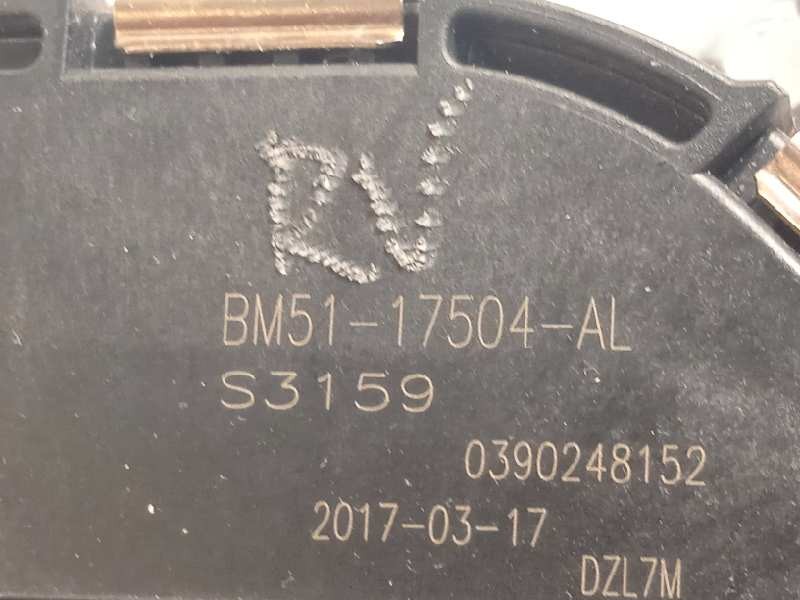 RV
BM51-17504-AL
S3159
0390248152
2017-03-17
DZL7M